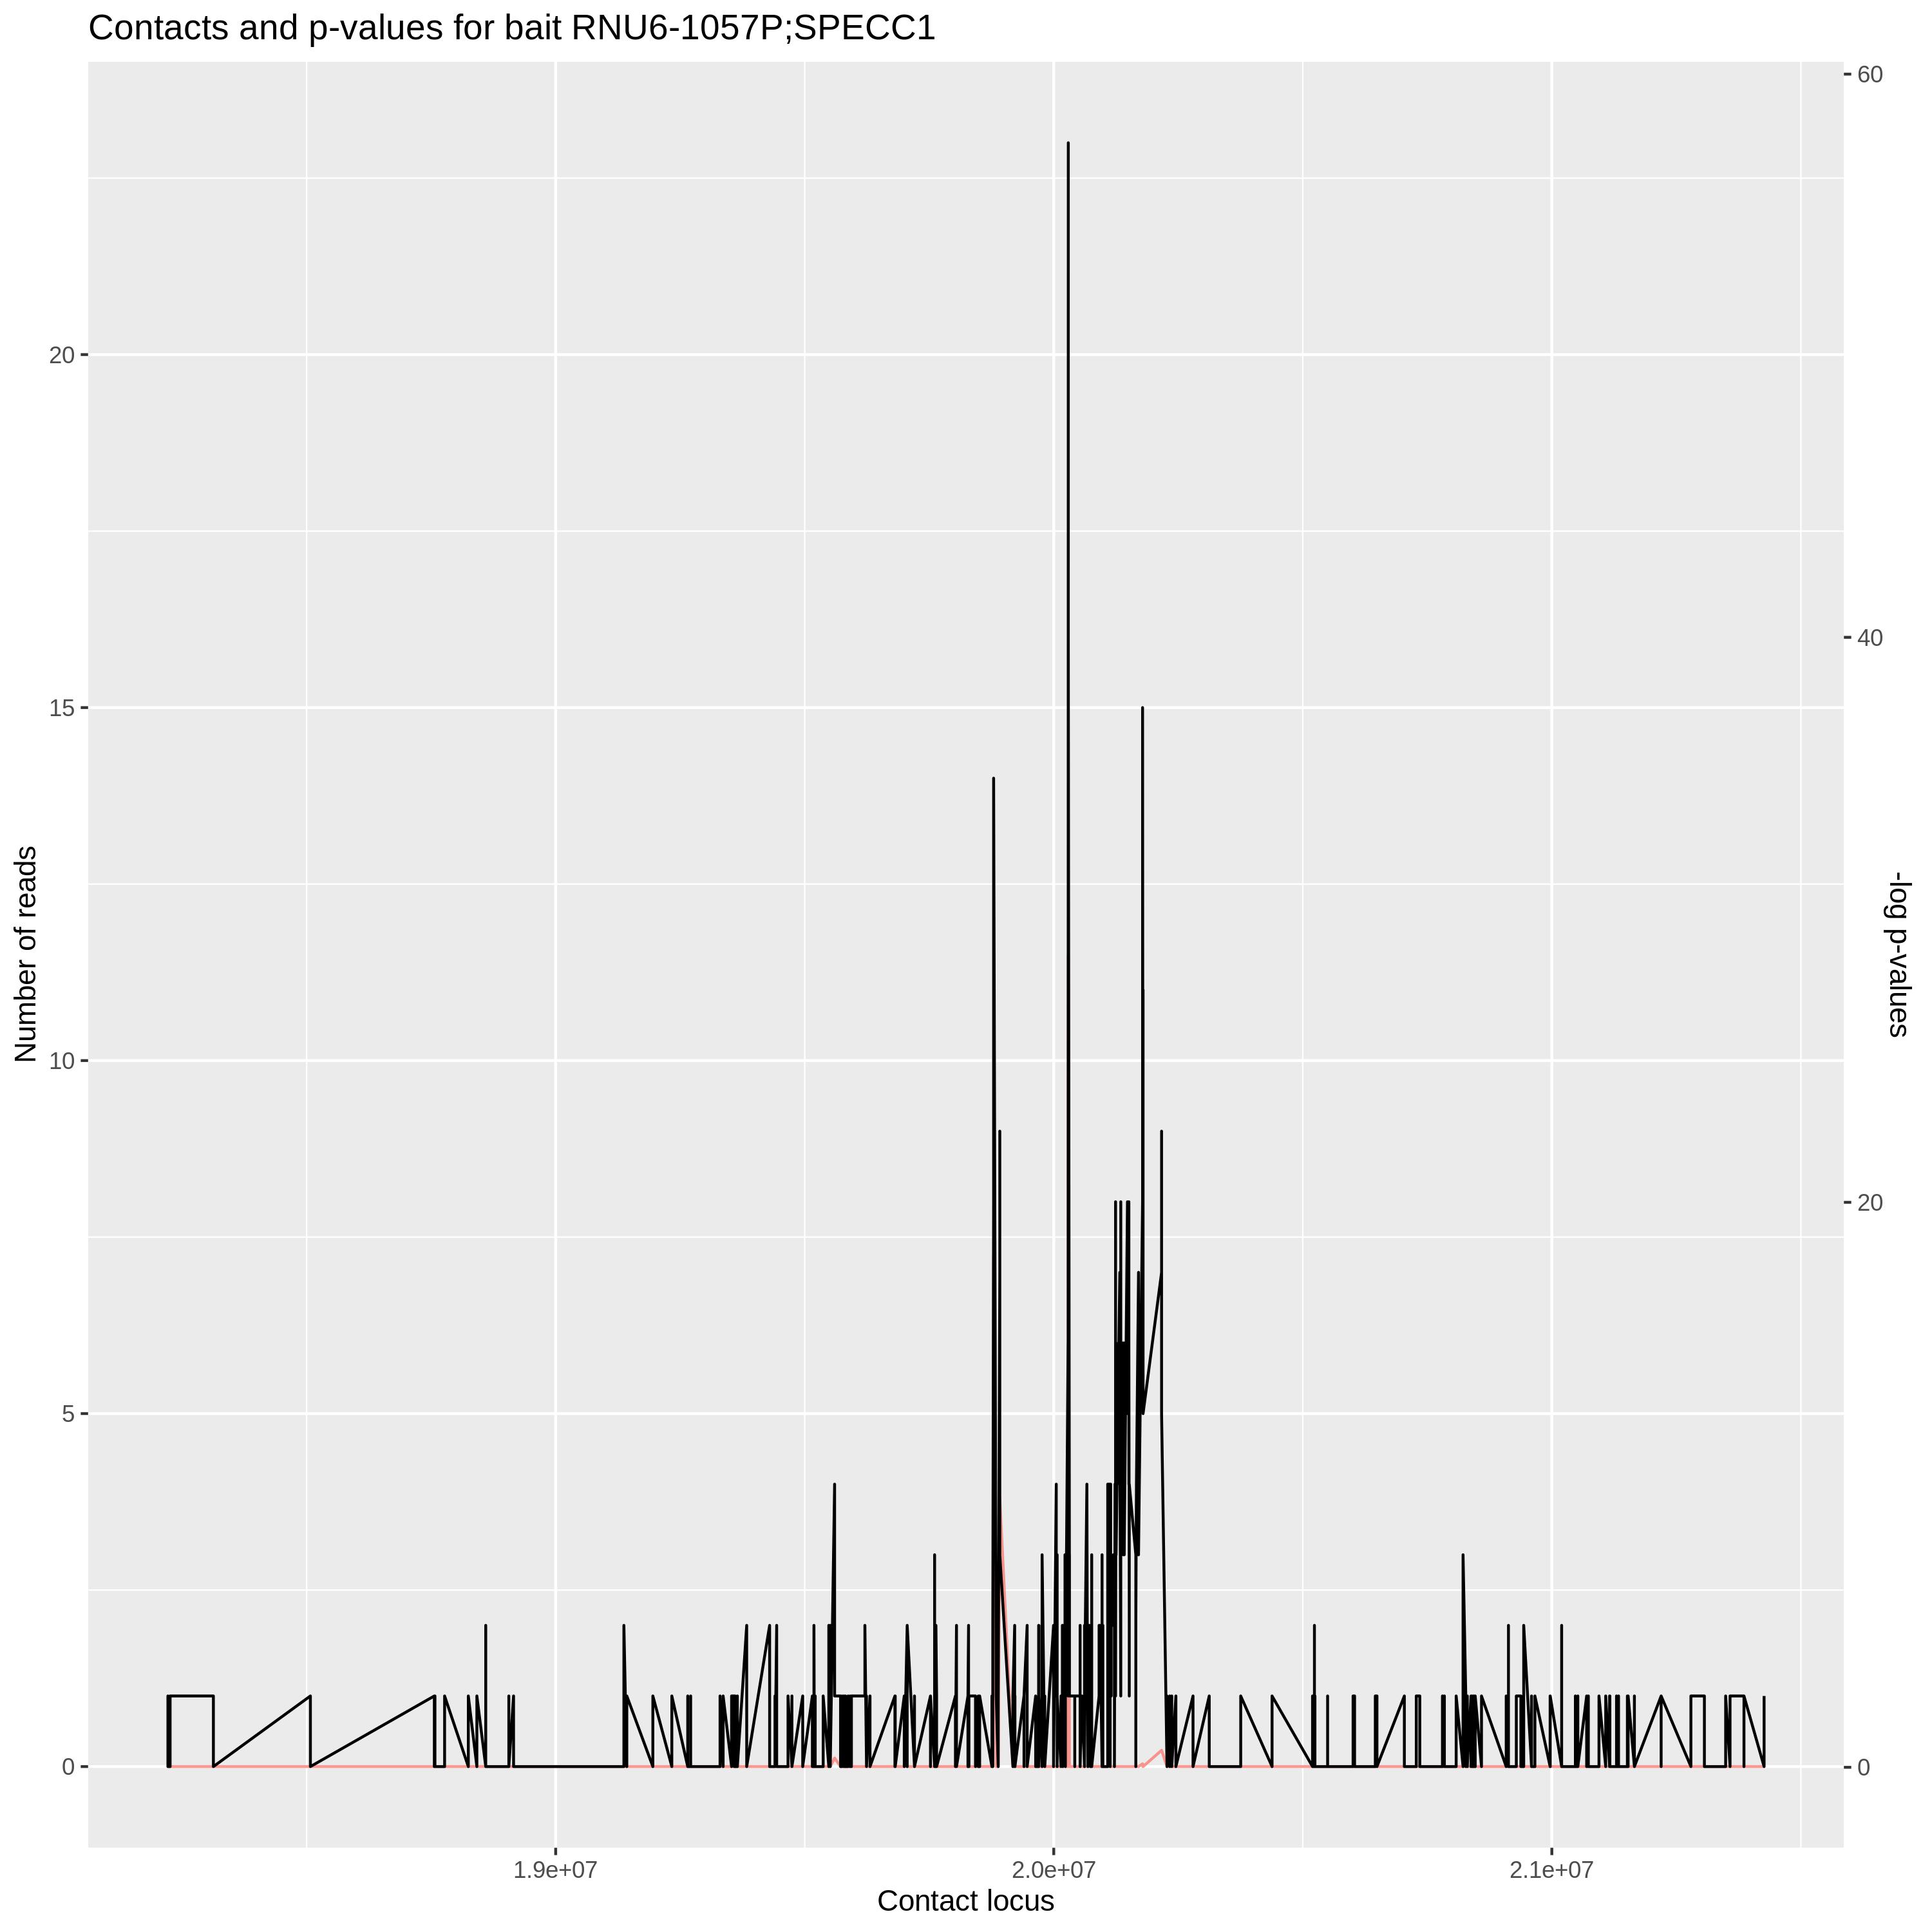 Contacts and p-values for bait RNU6-1057P;SPECC1
Number of reads
20
15
10
5
0
60
40
20
0
-log p-values
1.9e+07
2.0e+07
2.1e+07
Contact locus